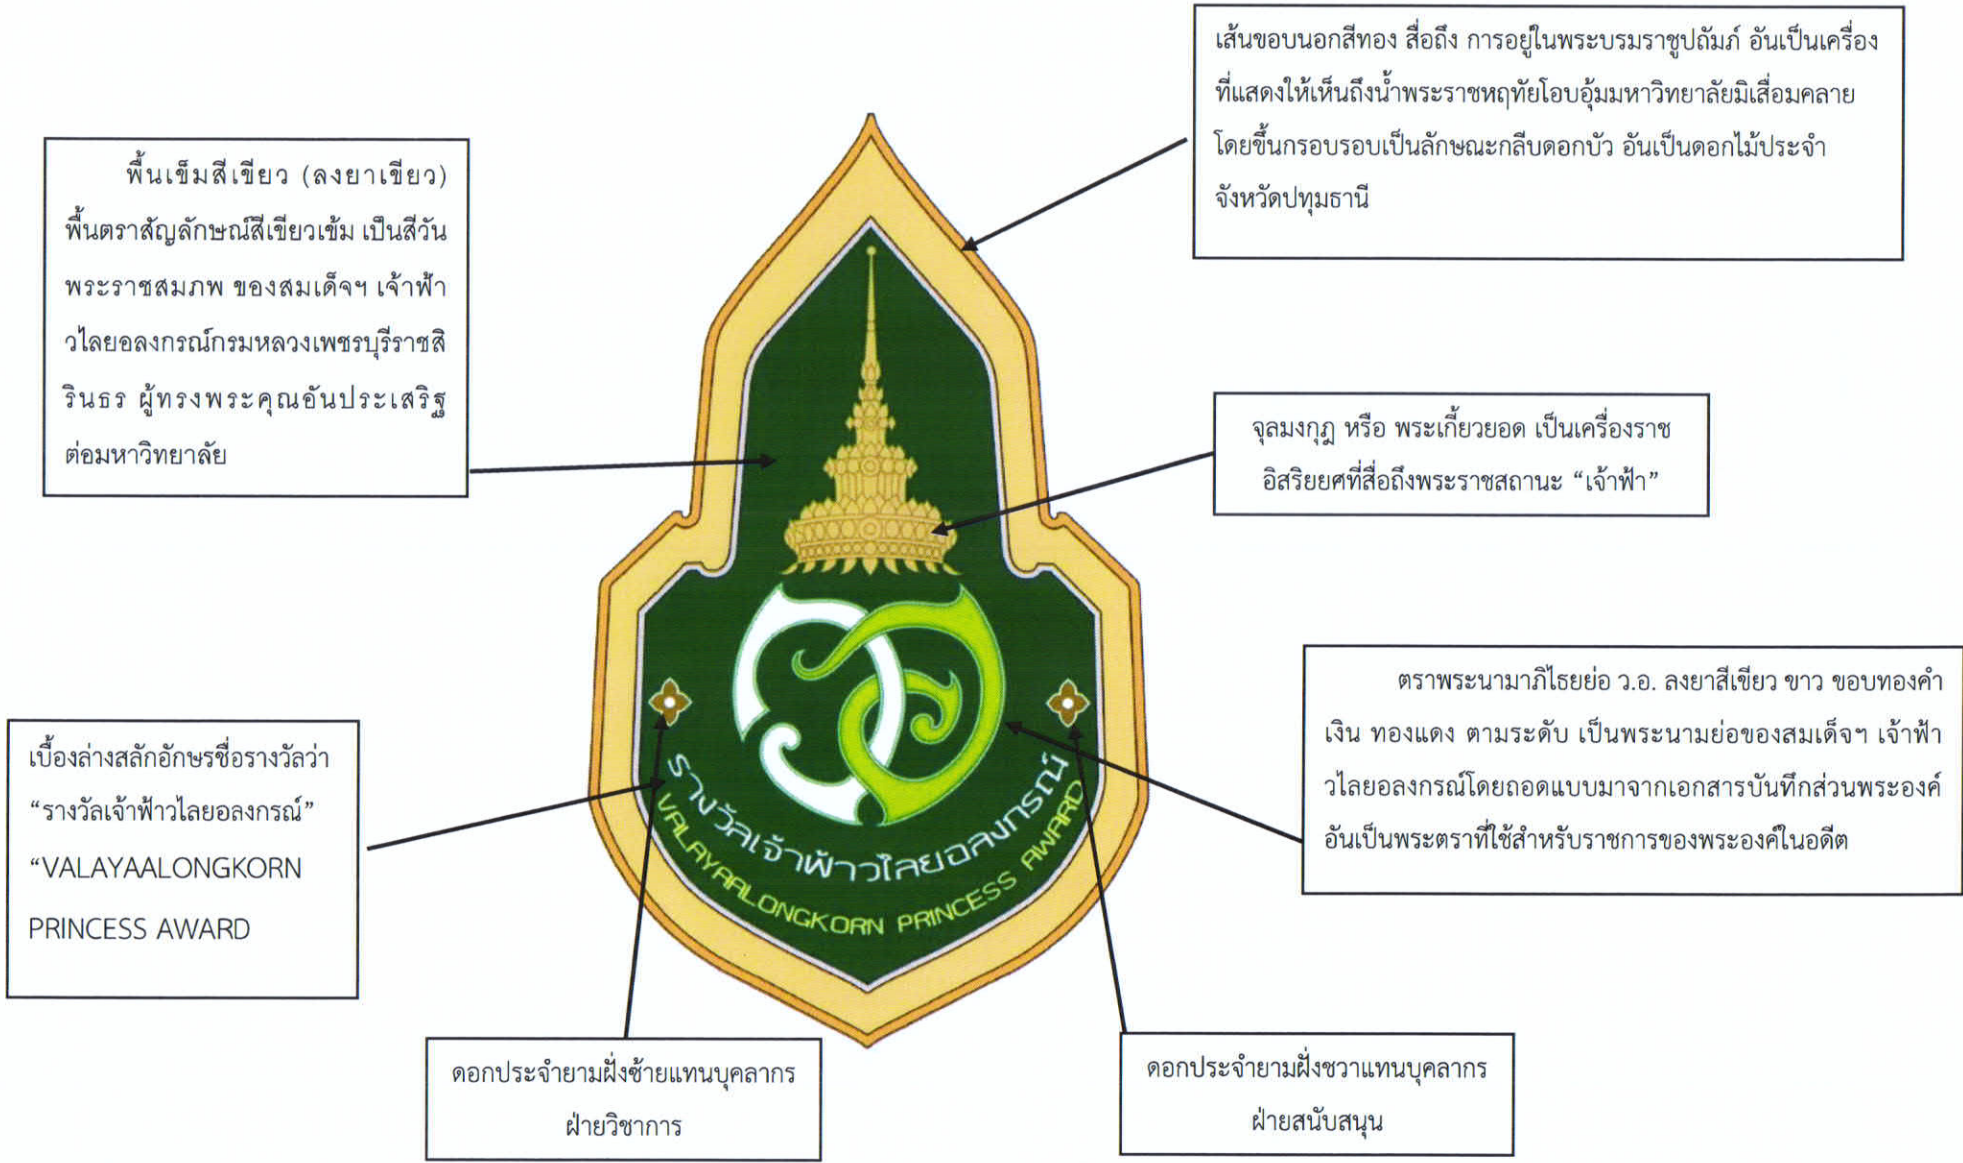 เส้นขอบนอกสีทอง สื่อถึง การอยู่ในพระบรมราชูปถัมภ์ อันเป็นเครื่อง
ที่แสดงให้เห็นถึงน้ำพระราชหฤทัยโอบอุ้มมหาวิทยาลัยมิเสื่อมคลาย
โดยขึ้นกรอบรอบเป็นลักษณะกลีบดอกบัว อันเป็นดอกไม้ประจำ
จังหวัดปทุมธานี
พื้นเข็มสีเขียว (ลงยาเขียว)
พื้นตราสัญลักษณ์สีเขียวเข้ม เป็นสีวัน
พระราชสมภพ ของสมเด็จฯ เจ้าฟ้า
วไลยอลงกรณ์กรมหลวงเพชรบุรีราชสิ
รินธร ผู้ทรงพระคุณอันประเสริฐ
ต่อมหาวิทยาลัย
จุลมงกุฎ หรือ พระเกี้ยวยอด เป็นเครื่องราช
อิสริยยศที่สื่อถึงพระราชสถานะ “เจ้าฟ้า”
ตราพระนามาภิไธยย่อ ว.อ. ลงยาสีเขียว ขาว ขอบทองคำ
เงิน ทองแดง ตามระดับ เป็นพระนามย่อของสมเด็จฯ เจ้าฟ้า
วไลยอลงกรณ์โดยถอดแบบมาจากเอกสารบันทึกส่วนพระองค์
อันเป็นพระตราที่ใช้สำหรับราชการของพระองค์ในอดีต
เบื้องล่างสลักอักษรชื่อรางวัลว่า
“รางวัลเจ้าฟ้าวไลยอลงกรณ์”
“VALAYAALONGKORN
PRINCESS AWARD
รางวัลเจ้าฟ้าวไลยอลงกรณ์
VALAYAALONGKORN PRINCESS AWARD
ดอกประจำยามฝั่งซ้ายแทนบุคลากร
ฝ่ายวิชาการ
ดอกประจำยามฝั่งขวาแทนบุคลากร
ฝ่ายสนับสนุน